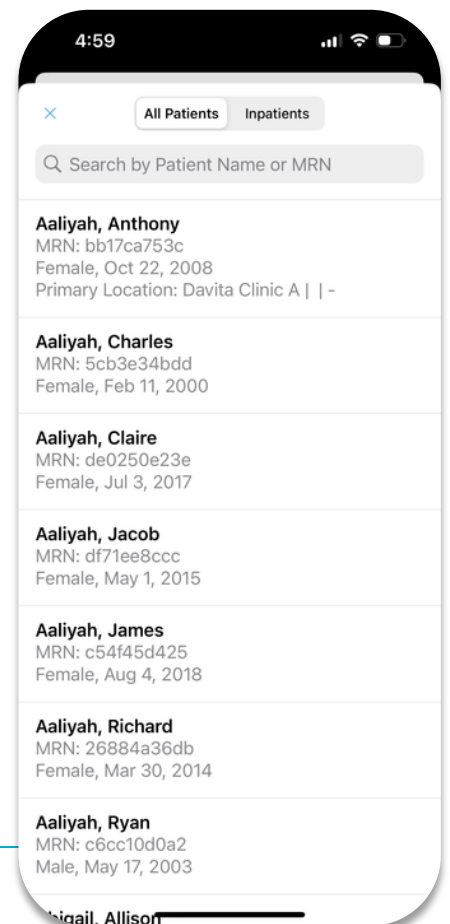 4:59
All Patients Inpatients
Search by Patient Name or MRN
Aaliyah, Anthony
MRN: bb17ca753c
Female, Oct 22, 2008
Primary Location: Davita Clinic A | | -
Aaliyah, Charles
MRN: 5cb3e34bdd
Female, Feb 11, 2000
Aaliyah, Claire
MRN: de0250e23e
Female, Jul 3, 2017
Aaliyah, Jacob
MRN: df71ee8ccc
Female, May 1, 2015
Aaliyah, James
MRN: c54f45d425
Female, Aug 4, 2018
Aaliyah, Richard
MRN: 26884a36db
Female, Mar 30, 2014
Aaliyah, Ryan
MRN: c6cc10d0a2
Male, May 17, 2003
Allison